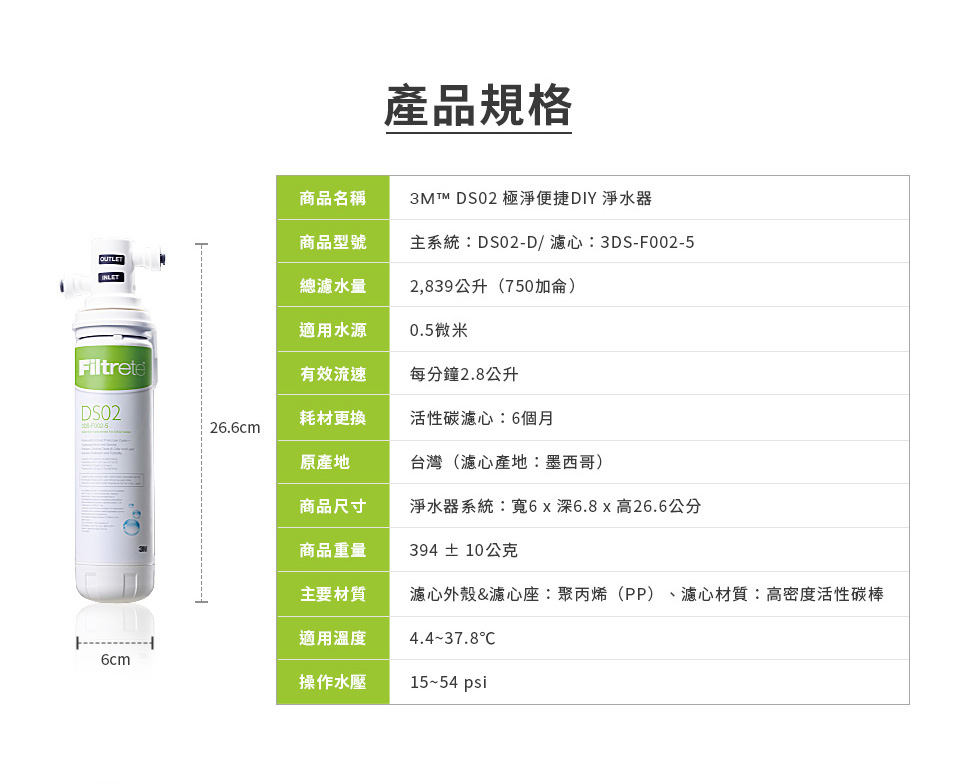 產品規格
商品名稱 3M™ DS02 極淨便捷DIY 淨水器
商品型號 主系統：DS02-D/ 濾心：3DS-F002-5
總濾水量 2,839公升（750加侖）
適用水源 0.5微米
有效流速 每分鐘2.8公升
耗材更換 活性碳濾心：6個月
原產地 台灣（濾心產地：墨西哥）
商品尺寸 淨水器系統：寬6 x 深6.8 x 高26.6公分
商品重量 394 ± 10公克
主要材質 濾心外殼&濾心座：聚丙烯（PP）、濾心材質：高密度活性碳棒
適用溫度 4.4~37.8℃
操作水壓 15~54 psi
OUTLET
INLET
Filtrete
DS02
3DS-F002-5
3M
26.6cm
6cm